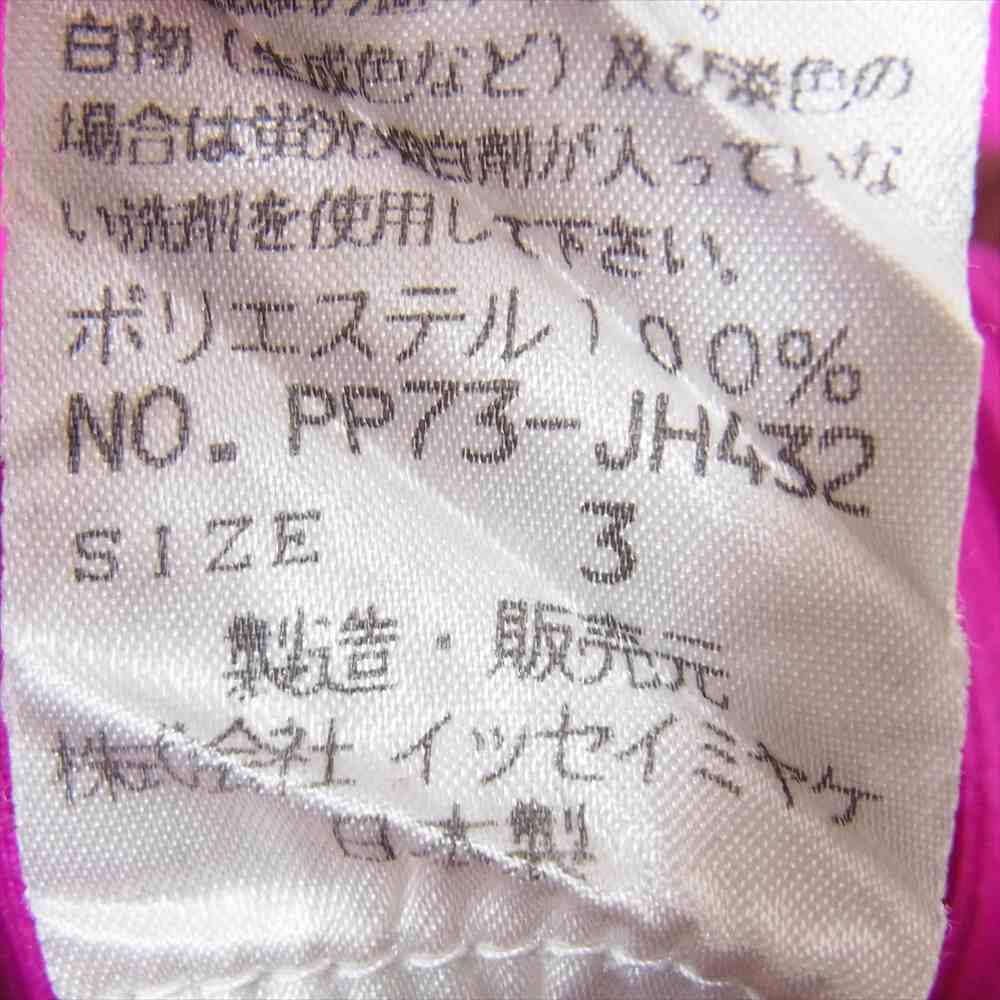 白物（生成色など）及び淡色の
場合は蛍光増白剤が入っていな
い洗剤を使用して下さい。
ポリエステル100%
NO. PP73-JH432
SIZE 3
製造・販売元
株式会社イッセイミヤケ
日本製